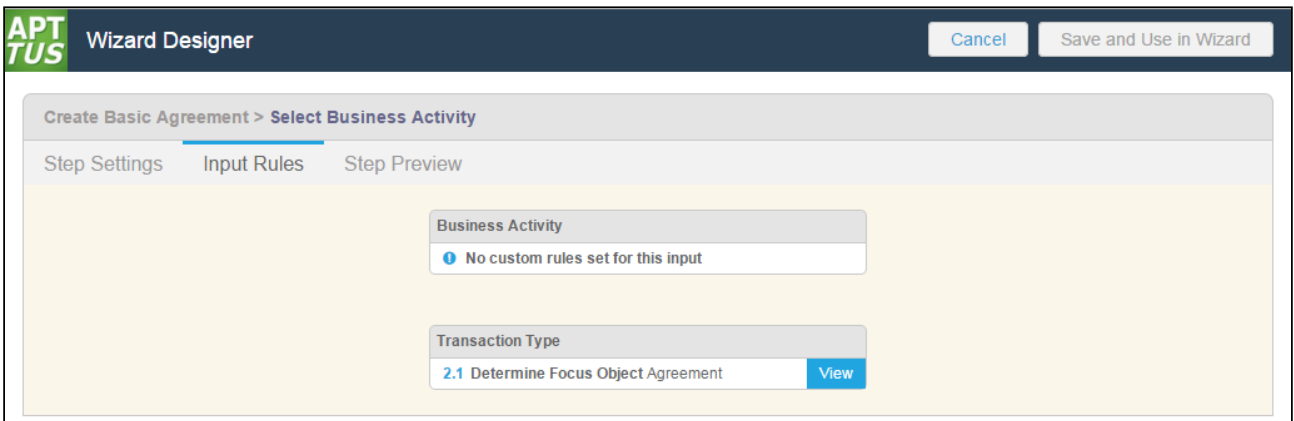 APT
TUS
Wizard Designer
Cancel
Save and Use in Wizard
Create Basic Agreement > Select Business Activity
Step Settings
Input Rules
Step Preview
Business Activity
No custom rules set for this input
Transaction Type
2.1 Determine Focus Object Agreement
View